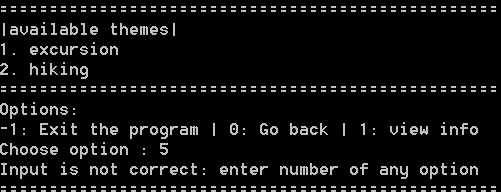 ==================================================
|available themes|
1. excursion
2. hiking
==================================================
Options:
-1: Exit the program | 0: Go back | 1: view info
Choose option : 5
Input is not correct: enter number of any option
==================================================